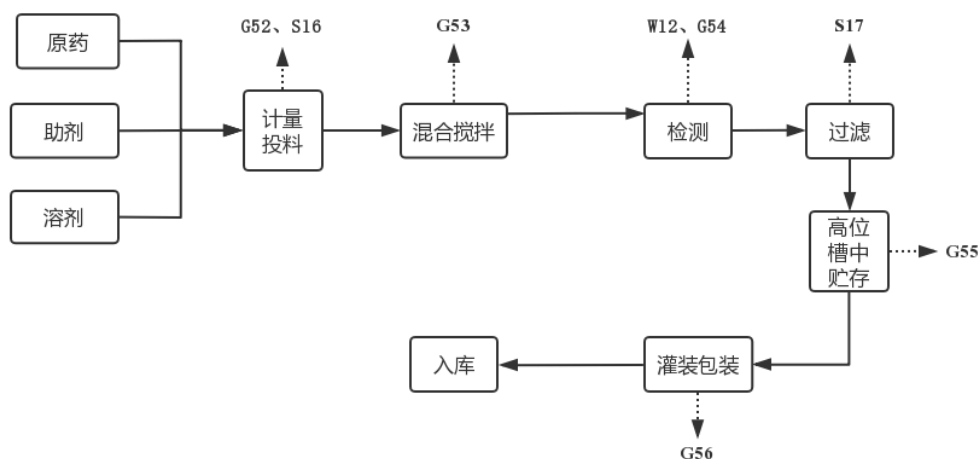 G52、S16
G53
W12、G54
S17
原药
助剂
溶剂
计量
投料
混合搅拌
检测
过滤
高位
槽中
贮存
G55
入库
灌装包装
G56